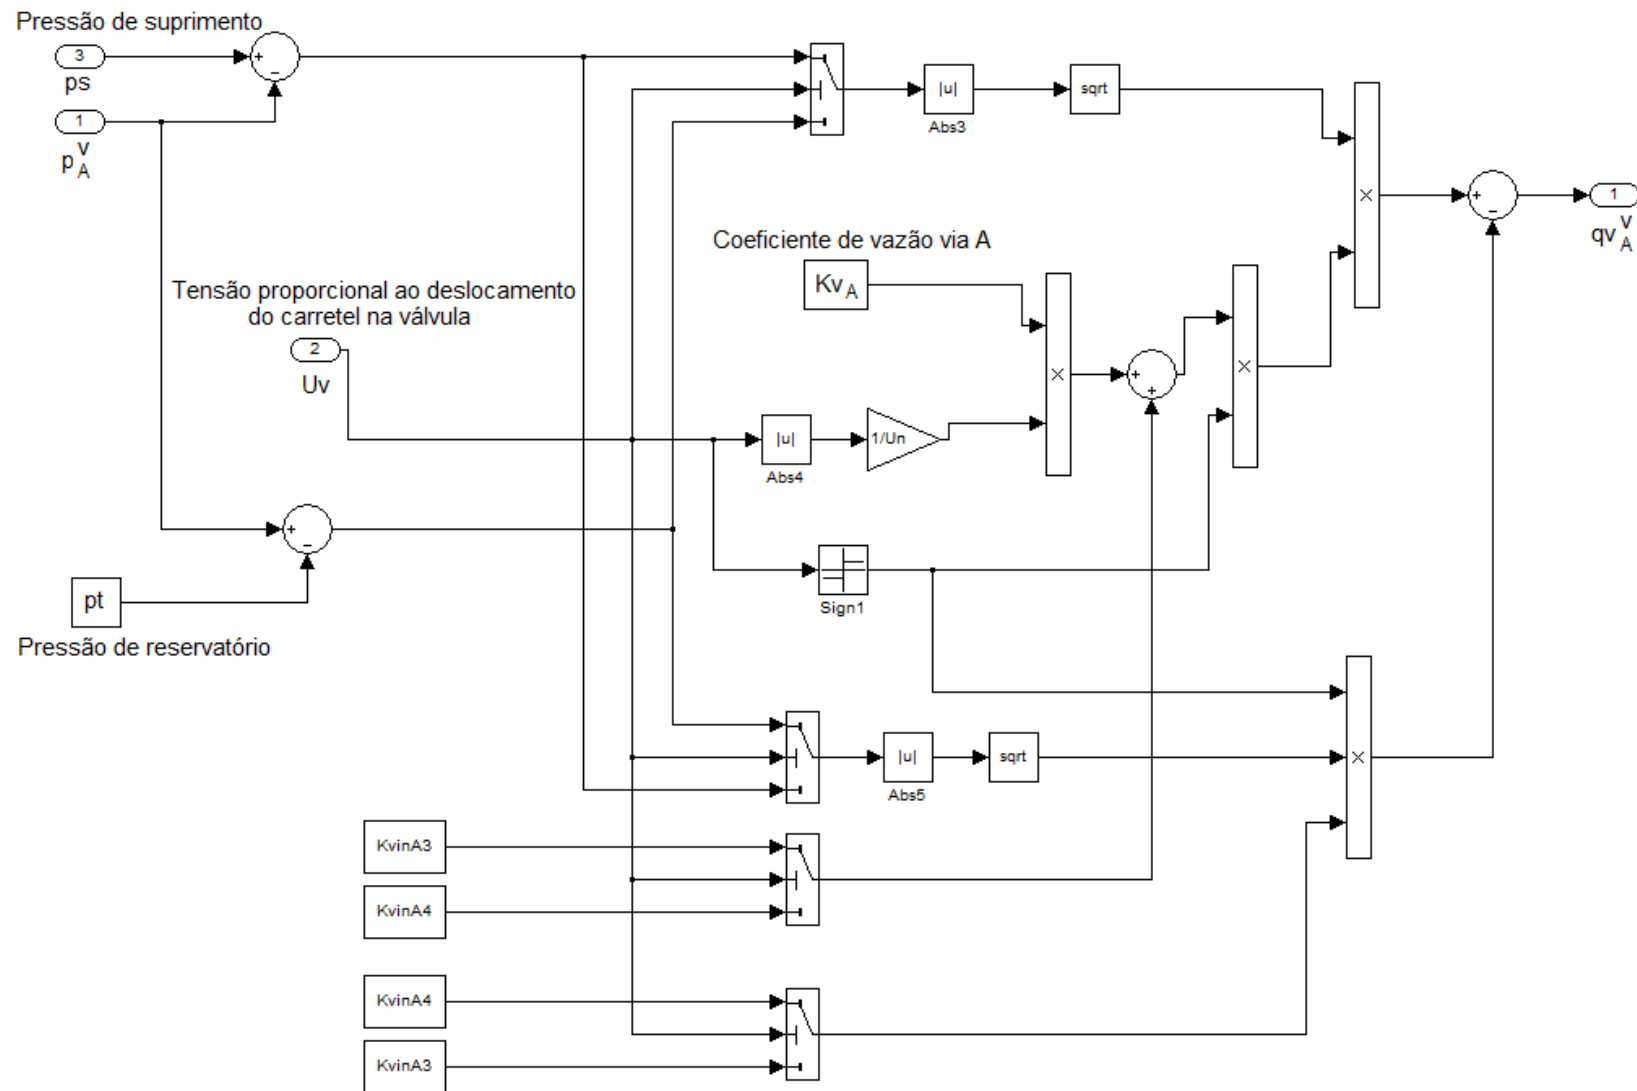 Pressão de suprimento
3
ps
1
p v A
Tensão proporcional ao deslocamento
do carretel na válvula
2
Uv
pt
Pressão de reservatório
|u|
Abs3
sqrt
Coeficiente de vazão via A
Kv A
|u|
Abs4
1/Un
Sign1
|u|
Abs5
sqrt
KvinA3
KvinA4
KvinA4
KvinA3
1
qv v A